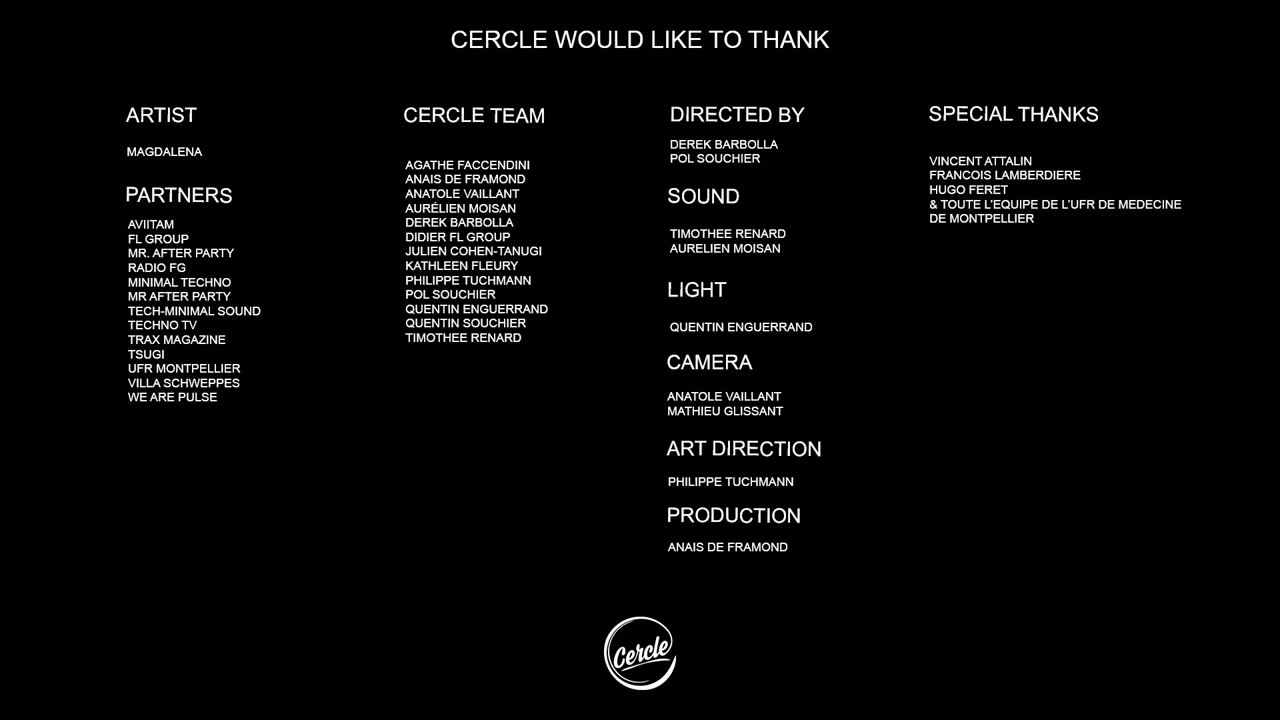 CERCLE WOULD LIKE TO THANK
ARTIST
MAGDALENA
PARTNERS
AVIITAM
FL GROUP
MR. AFTER PARTY
RADIO FG
MINIMAL TECHNO
MR AFTER PARTY
TECH-MINIMAL SOUND
TECHNO TV
TRAX MAGAZINE
TSUGI
UFR MONTPELLIER
VILLA SCHWEPPES
WE ARE PULSE
CERCLE TEAM
AGATHE FACCENDINI
ANAIS DE FRAMOND
ANATOLE VAILLANT
AURÉLIEN MOISAN
DEREK BARBOLLA
DIDIER FL GROUP
JULIEN COHEN-TANUGI
KATHLEEN FLEURY
PHILIPPE TUCHMANN
POL SOUCHIER
QUENTIN ENGUERRAND
QUENTIN SOUCHIER
TIMOTHEE RENARD
DIRECTED BY
DEREK BARBOLLA
POL SOUCHIER
SOUND
TIMOTHEE RENARD
AURELIEN MOISAN
LIGHT
QUENTIN ENGUERRAND
CAMERA
ANATOLE VAILLANT
MATHIEU GLISSANT
ART DIRECTION
PHILIPPE TUCHMANN
PRODUCTION
ANAIS DE FRAMOND
SPECIAL THANKS
VINCENT ATTALIN
FRANCOIS LAMBERDIERE
HUGO FERET
& TOUTE L'EQUIPE DE L'UFR DE MEDECINE
DE MONTPELLIER
Cercle